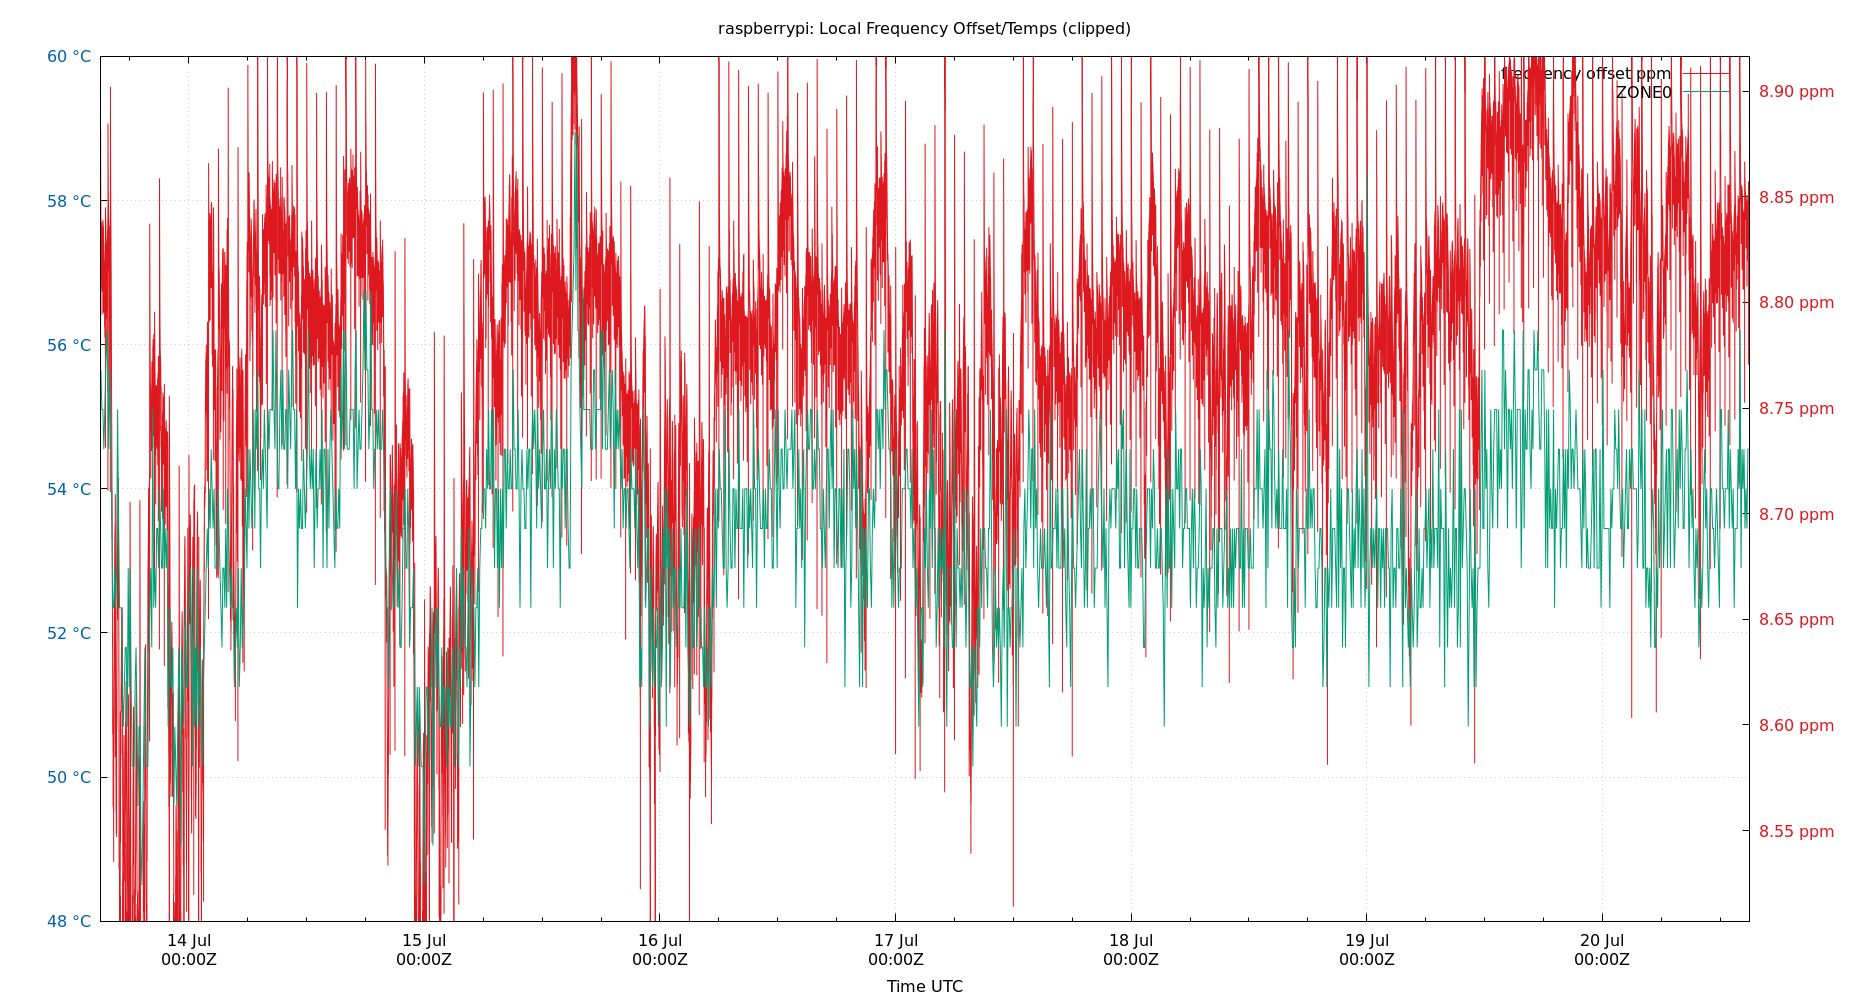 raspberrypi: Local Frequency Offset/Temps (clipped)
60 °C
58 °C
56 °C
54 °C
52 °C
50 °C
48 °C
frequency offset ppm
ZONE0
8.90 ppm
8.85 ppm
8.80 ppm
8.75 ppm
8.70 ppm
8.65 ppm
8.60 ppm
8.55 ppm
14 Jul
00:00Z
15 Jul
00:00Z
16 Jul
00:00Z
17 Jul
00:00Z
18 Jul
00:00Z
19 Jul
00:00Z
20 Jul
00:00Z
Time UTC